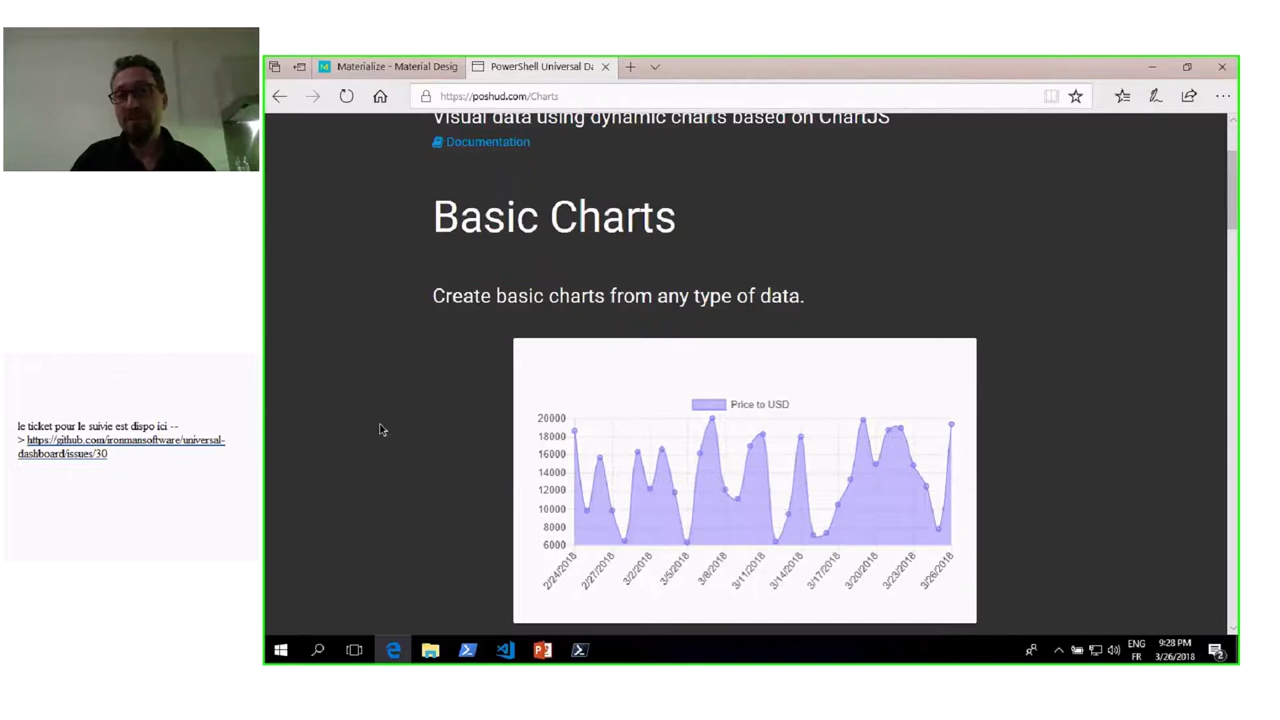 Materialize - Material Desig
PowerShell Universal Da
https://poshud.com/Charts
Visual data using dynamic charts based on ChartJS
Documentation
Basic Charts
Create basic charts from any type of data.
Price to USD
20000
18000
16000
14000
12000
10000
8000
6000
2/24/2018
2/27/2018
3/2/2018
3/5/2018
3/8/2018
3/11/2018
3/14/2018
3/17/2018
3/20/2018
3/23/2018
3/26/2018
le ticket pour le suivie est dispo ici --
> https://github.com/ironmansoftware/universal-
dashboard/issues/30
ENG
FR
9:28 PM
3/26/2018
2